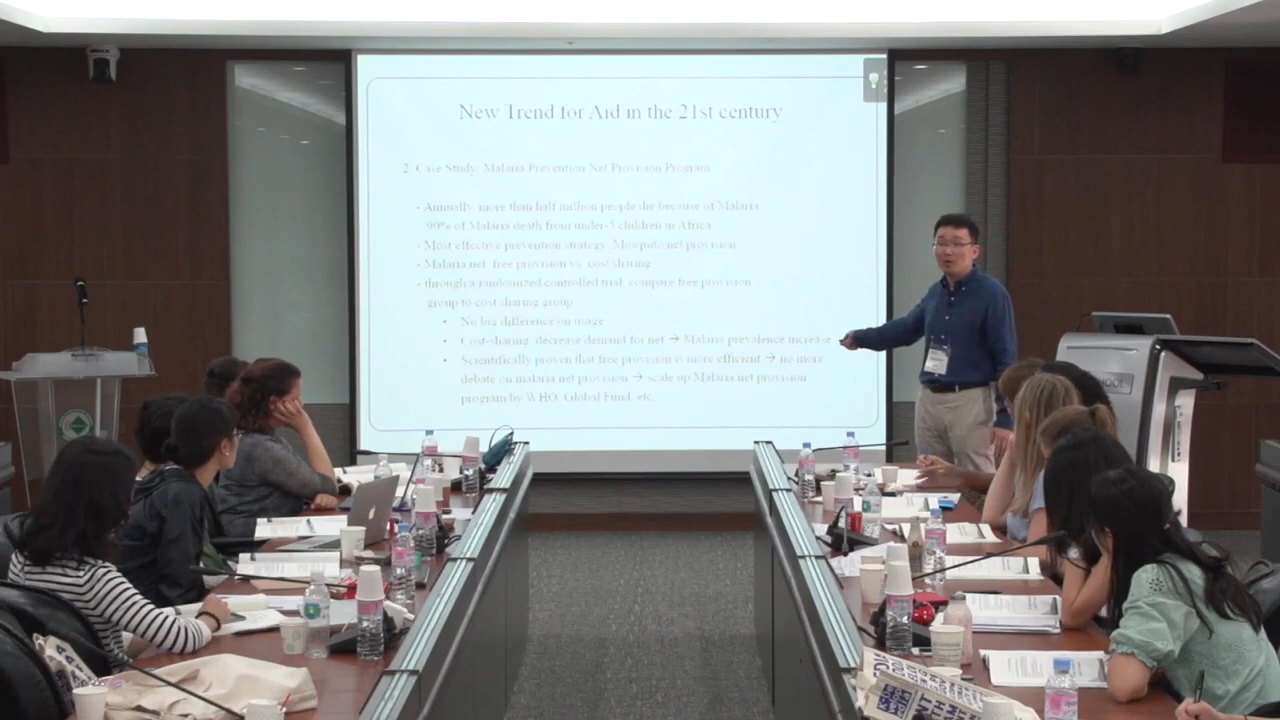 New Trend for Aid in the 21st century
2. Case Study: Malaria Prevention Net Provision Program
- Annually, more than half million people die because of Malaria
90% of Malaria death from under-5 children in Africa
- Most effective prevention strategy: Mosquito net provision
- Malaria net: free provision vs. cost sharing
- through a randomized controlled trial, compare free provision
group to cost-sharing group
• No big difference on usage
• Cost-sharing decrease demand for net → Malaria prevalence increase
• Scientifically proven that free provision is more efficient → no more
debate on malaria net provision → scale up Malaria net provision
program by WHO, Global Fund, etc.